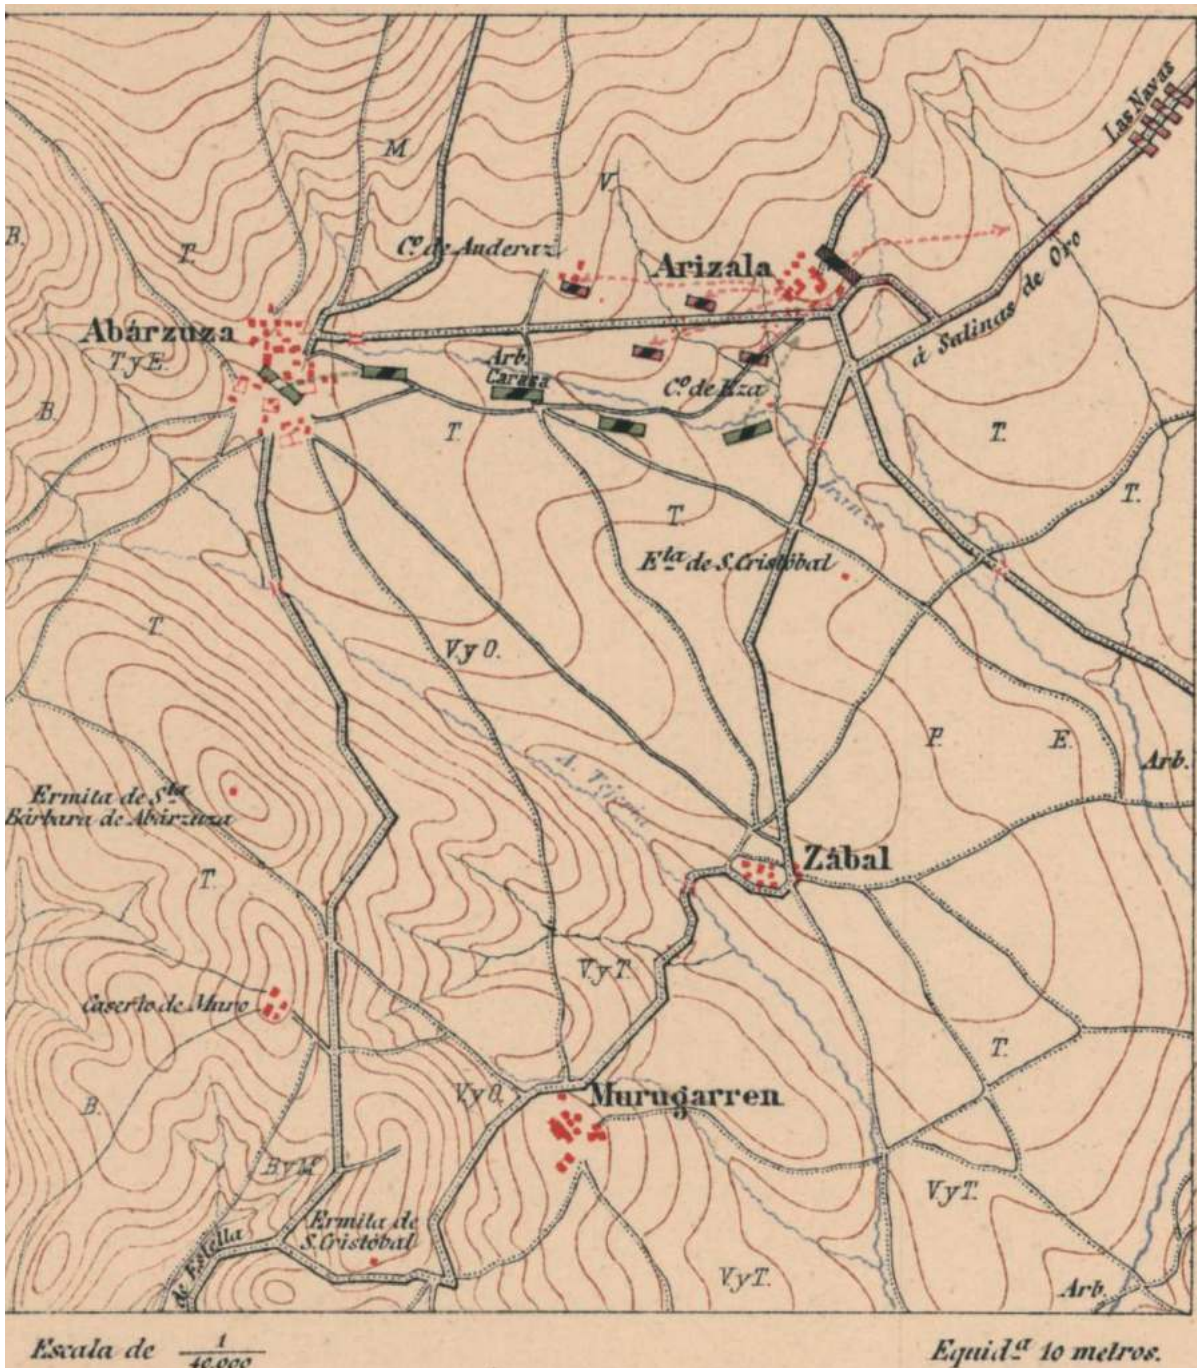 Las Navas
M
B.
T.
V.
Cº. de Auderaz
Arizala
á Salinas de Oro
Abárzuza
T y E.
Arb.
Caraza
Cº. de Eza
B.
T.
T.
T.
T.
Iranzo
Eta de S. Cristóbal
T.
V. y O.
P.
E.
Arb.
Ermita de Sta
Bárbara de Abárzuza
A.
Zábal
T.
V. y T.
Caserío de Muro
T.
B.
V. y O.
Murugarren
B y M
V. y T.
de Estella
Ermita de
S. Cristóbal
V. y T.
Arb.
Escala de 1/40.000
Equid.a 10 metros.